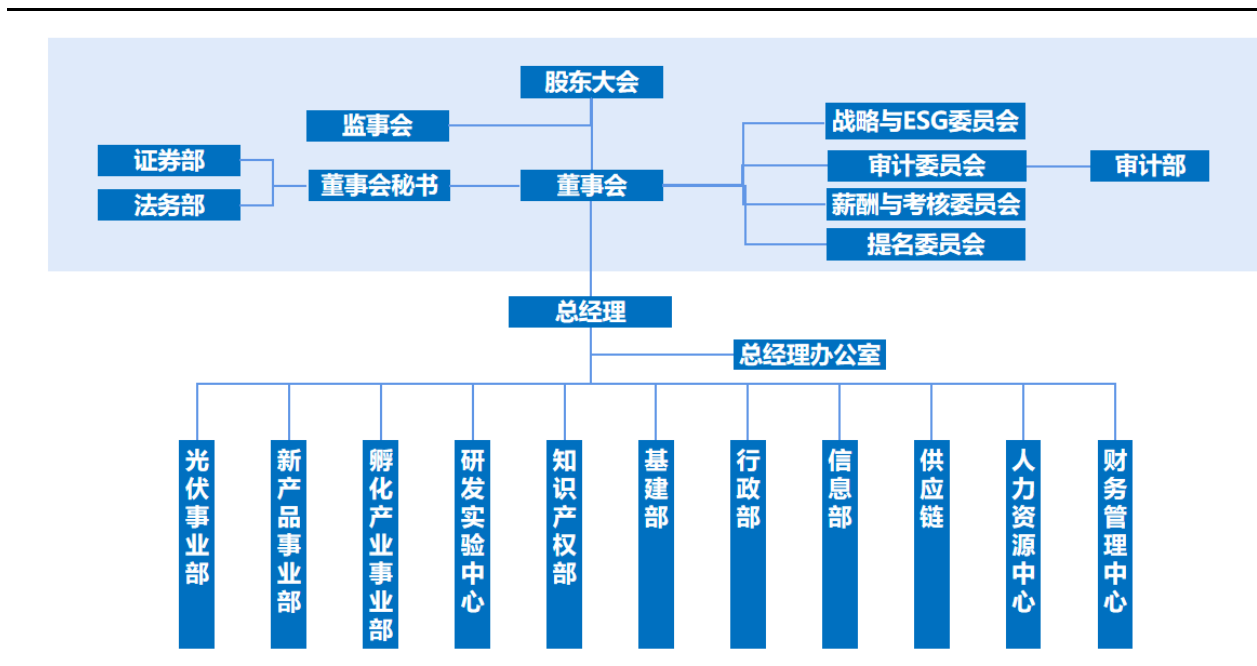 股东大会
监事会
战略与ESG委员会
证券部
审计委员会
审计部
董事会秘书
董事会
法务部
薪酬与考核委员会
提名委员会
总经理
总经理办公室
光伏事业部
新产品事业部
孵化产业事业部
研发实验中心
知识产权部
基建部
行政部
信息部
供应链
人力资源中心
财务管理中心